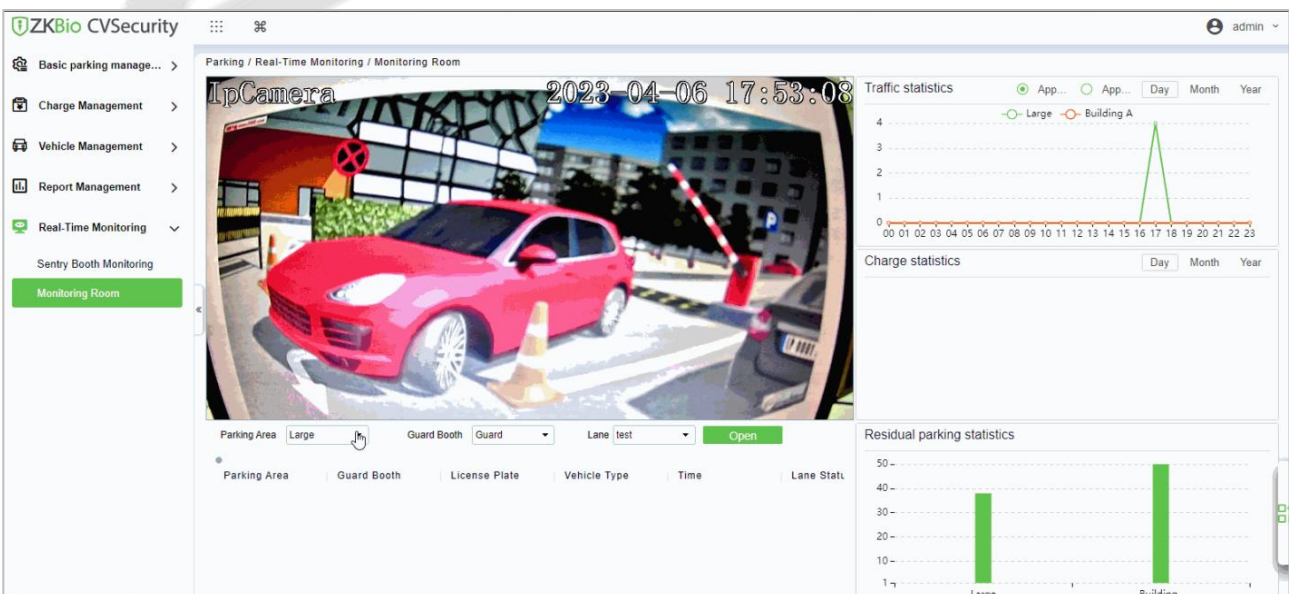 ZKBio CVSecurity
admin
Basic parking manage...
Charge Management
Vehicle Management
Report Management
Real-Time Monitoring
Sentry Booth Monitoring
Monitoring Room
Parking / Real-Time Monitoring / Monitoring Room
IpCamera 2023-04-06 17:53:08
P
Parking Area Large Guard Booth Guard Lane test Open
Parking Area Guard Booth License Plate Vehicle Type Time Lane Statu
Traffic statistics App... App... Day Month Year
Large Building A
4
3
2
1
0
00 01 02 03 04 05 06 07 08 09 10 11 12 13 14 15 16 17 18 19 20 21 22 23
Charge statistics Day Month Year
Residual parking statistics
50
40
30
20
10
1
Large Building